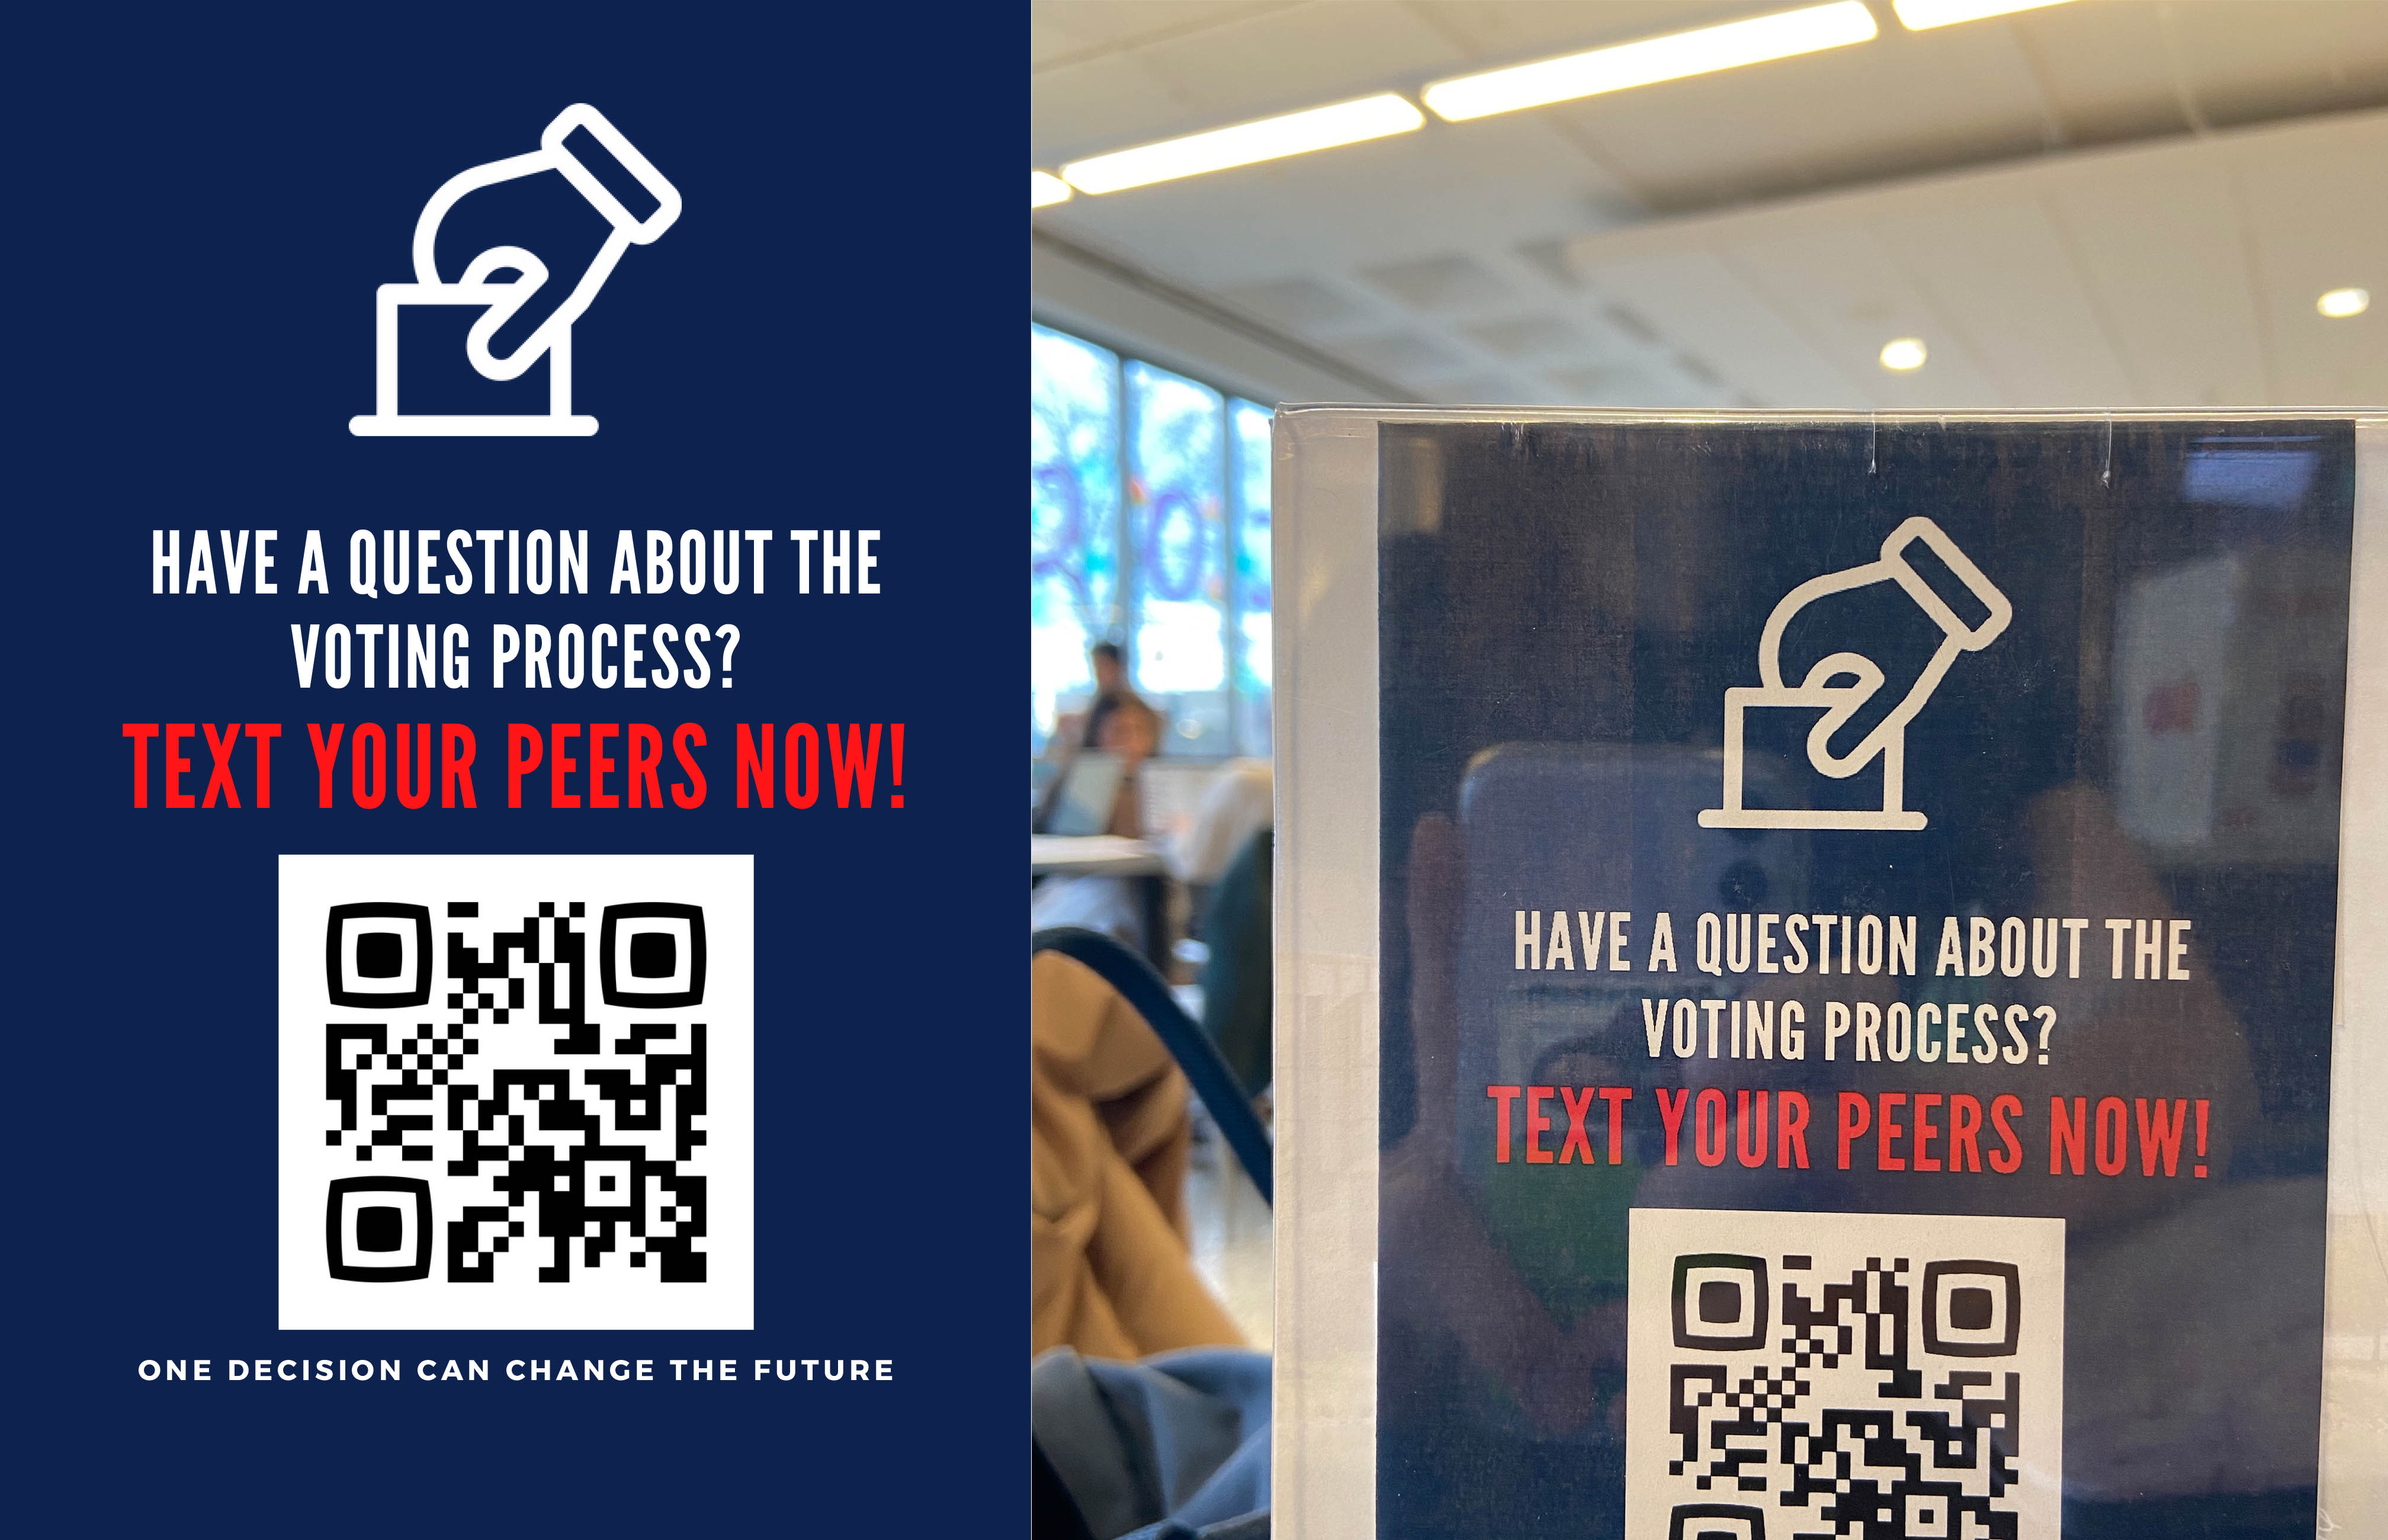 HAVE A QUESTION ABOUT THE
VOTING PROCESS?
TEXT YOUR PEERS NOW!
ONE DECISION CAN CHANGE THE FUTURE
HAVE A QUESTION ABOUT THE
VOTING PROCESS?
TEXT YOUR PEERS NOW!